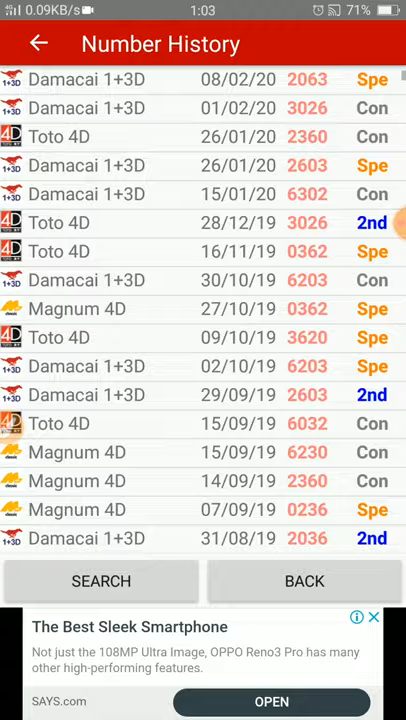 0.09KB/s 1:03 71%
Number History
Damacai 1+3D 08/02/20 2063 Spe
Damacai 1+3D 01/02/20 3026 Con
Toto 4D 26/01/20 2360 Con
Damacai 1+3D 26/01/20 2603 Spe
Damacai 1+3D 15/01/20 6302 Con
Toto 4D 28/12/19 3026 2nd
Toto 4D 16/11/19 0362 Spe
Damacai 1+3D 30/10/19 6203 Con
Magnum 4D 27/10/19 0362 Spe
Toto 4D 09/10/19 3620 Spe
Damacai 1+3D 02/10/19 6203 Spe
Damacai 1+3D 29/09/19 2603 2nd
Toto 4D 15/09/19 6032 Con
Magnum 4D 15/09/19 6230 Con
Magnum 4D 14/09/19 2360 Con
Magnum 4D 07/09/19 0236 Spe
Damacai 1+3D 31/08/19 2036 2nd
SEARCH BACK
The Best Sleek Smartphone
Not just the 108MP Ultra Image, OPPO Reno3 Pro has many
other high-performing features.
SAYS.com OPEN